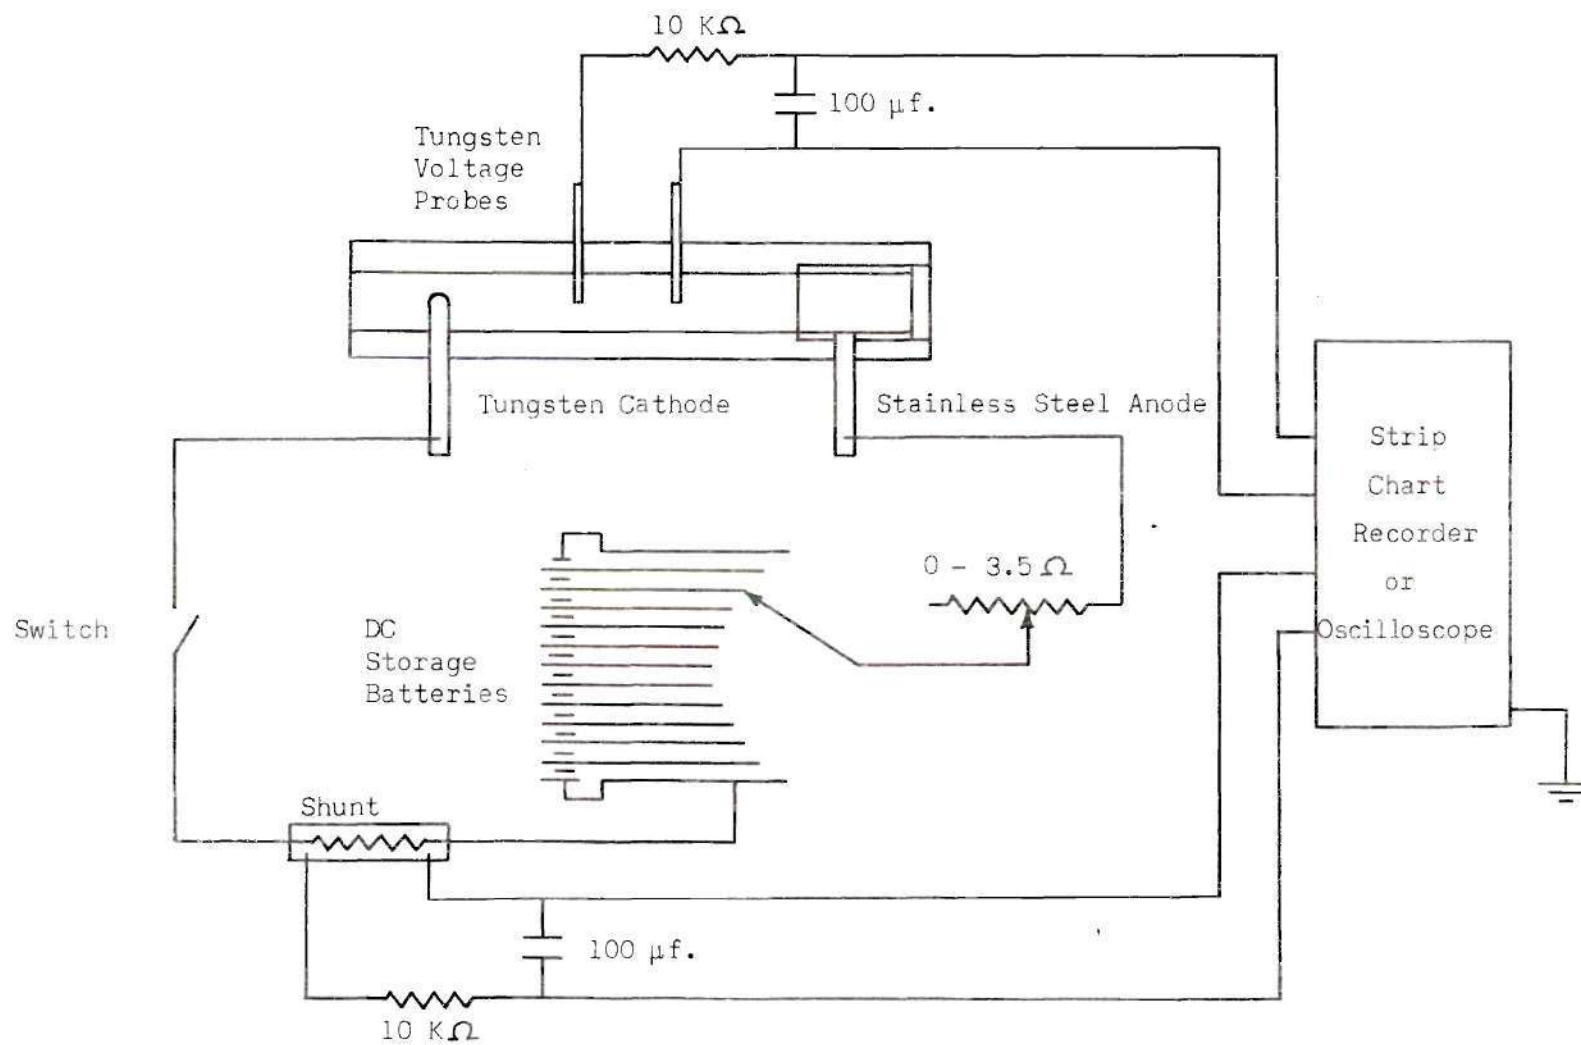 10 KΩ
100 μf.
Tungsten
Voltage
Probes
Tungsten Cathode
Stainless Steel Anode
Strip
Chart
Recorder
or
Oscilloscope
0 - 3.5 Ω
Switch
DC
Storage
Batteries
Shunt
100 μf.
10 KΩ